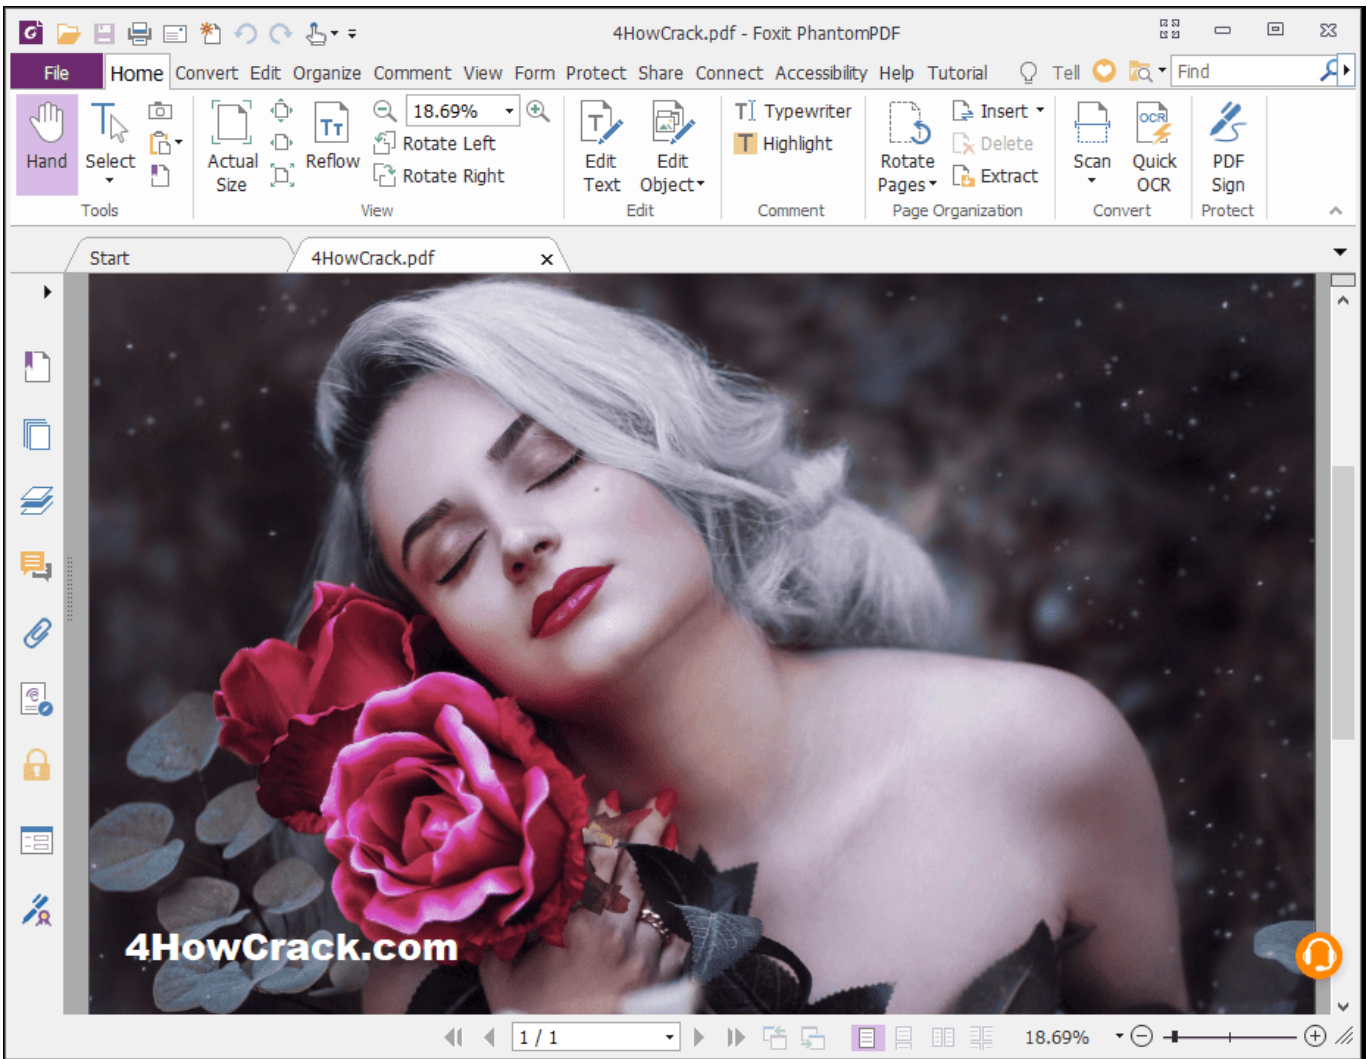 4HowCrack.pdf - Foxit PhantomPDF
File Home Convert Edit Organize Comment View Form Protect Share Connect Accessibility Help Tutorial Tell Find
Hand Select Actual Size Reflow 18.69% Edit Text Edit Object Typewriter Rotate Pages Insert Scan Quick OCR PDF Sign
Rotate Left Highlight Delete
Rotate Right Extract
Tools View Edit Comment Page Organization Convert Protect
Start 4HowCrack.pdf
4HowCrack.com
1 / 1 18.69%